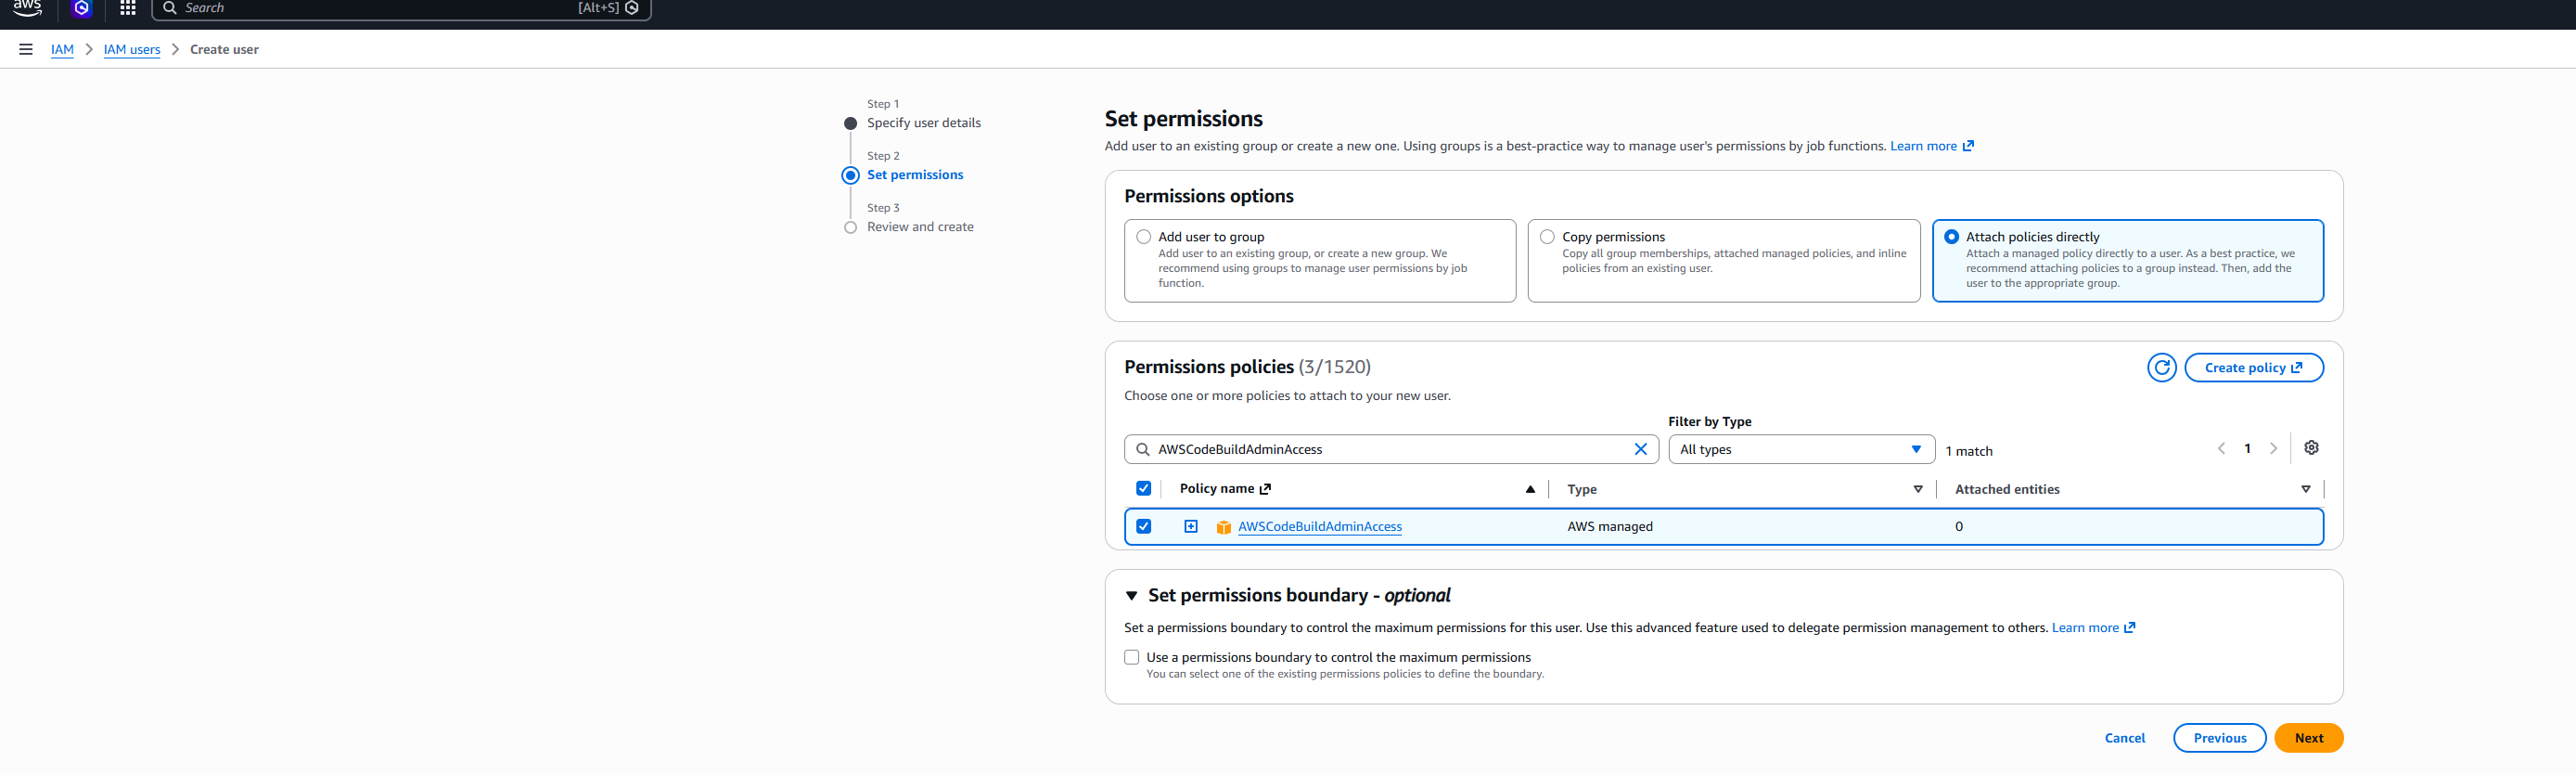 aws
Search [Alt+S]
IAM > IAM users > Create user
Step 1
Specify user details
Step 2
Set permissions
Step 3
Review and create
Set permissions
Add user to an existing group or create a new one. Using groups is a best-practice way to manage user's permissions by job functions. Learn more
Permissions options
Add user to group
Add user to an existing group, or create a new group. We
recommend using groups to manage user permissions by job
function.
Copy permissions
Copy all group memberships, attached managed policies, and inline
policies from an existing user.
Attach policies directly
Attach a managed policy directly to a user. As a best practice, we
recommend attaching policies to a group instead. Then, add the
user to the appropriate group.
Permissions policies (3/1520)
Create policy
Choose one or more policies to attach to your new user.
Filter by Type
AWSCodeBuildAdminAccess
All types
1 match
1
Policy name Type Attached entities
AWSCodeBuildAdminAccess AWS managed 0
Set permissions boundary - optional
Set a permissions boundary to control the maximum permissions for this user. Use this advanced feature used to delegate permission management to others. Learn more
Use a permissions boundary to control the maximum permissions
You can select one of the existing permissions policies to define the boundary.
Cancel Previous Next